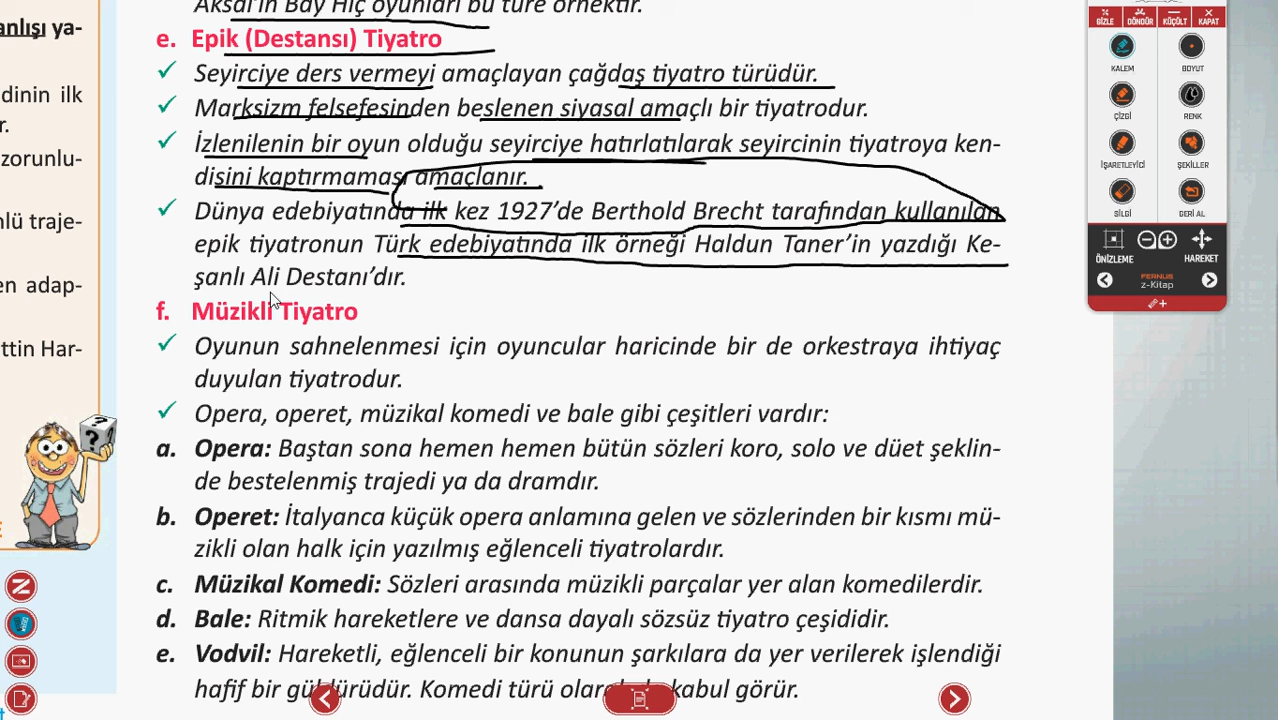 Aksal'ın Bay Hiç oyunları bu türe örnektir.
anlışı ya-
e. Epik (Destansı) Tiyatro
✓ Seyirciye ders vermeyi amaçlayan çağdaş tiyatro türüdür.
dinin ilk
✓ Marksizm felsefesinden beslenen siyasal amaçlı bir tiyatrodur.
r.
✓ İzlenilenin bir oyun olduğu seyirciye hatırlatılarak seyircinin tiyatroya ken-
zorunlu-
disini kaptırmaması amaçlanır.
✓ Dünya edebiyatında ilk kez 1927'de Berthold Brecht tarafından kullanılan
nlü traje-
epik tiyatronun Türk edebiyatında ilk örneği Haldun Taner'in yazdığı Ke-
şanlı Ali Destanı'dır.
en adap-
f. Müzikli Tiyatro
✓ Oyunun sahnelenmesi için oyuncular haricinde bir de orkestraya ihtiyaç
ttin Har-
duyulan tiyatrodur.
✓ Opera, operet, müzikal komedi ve bale gibi çeşitleri vardır:
a. Opera: Baştan sona hemen hemen bütün sözleri koro, solo ve düet şeklin-
de bestelenmiş trajedi ya da dramdır.
b. Operet: İtalyanca küçük opera anlamına gelen ve sözlerinden bir kısmı mü-
zikli olan halk için yazılmış eğlenceli tiyatrolardır.
c. Müzikal Komedi: Sözleri arasında müzikli parçalar yer alan komedilerdir.
d. Bale: Ritmik hareketlere ve dansa dayalı sözsüz tiyatro çeşididir.
e. Vodvil: Hareketli, eğlenceli bir konunun şarkılara da yer verilerek işlendiği
hafif bir güldürüdür. Komedi türü olarak da kabul görür.
GİZLE DÖNDÜR KÜÇÜLT KAPAT
KALEM BOYUT
ÇİZGİ RENK
İŞARETLEYİCİ ŞEKİLLER
SİLGİ GERİ AL
ÖNİZLEME HAREKET
FERNUS
z-Kitap